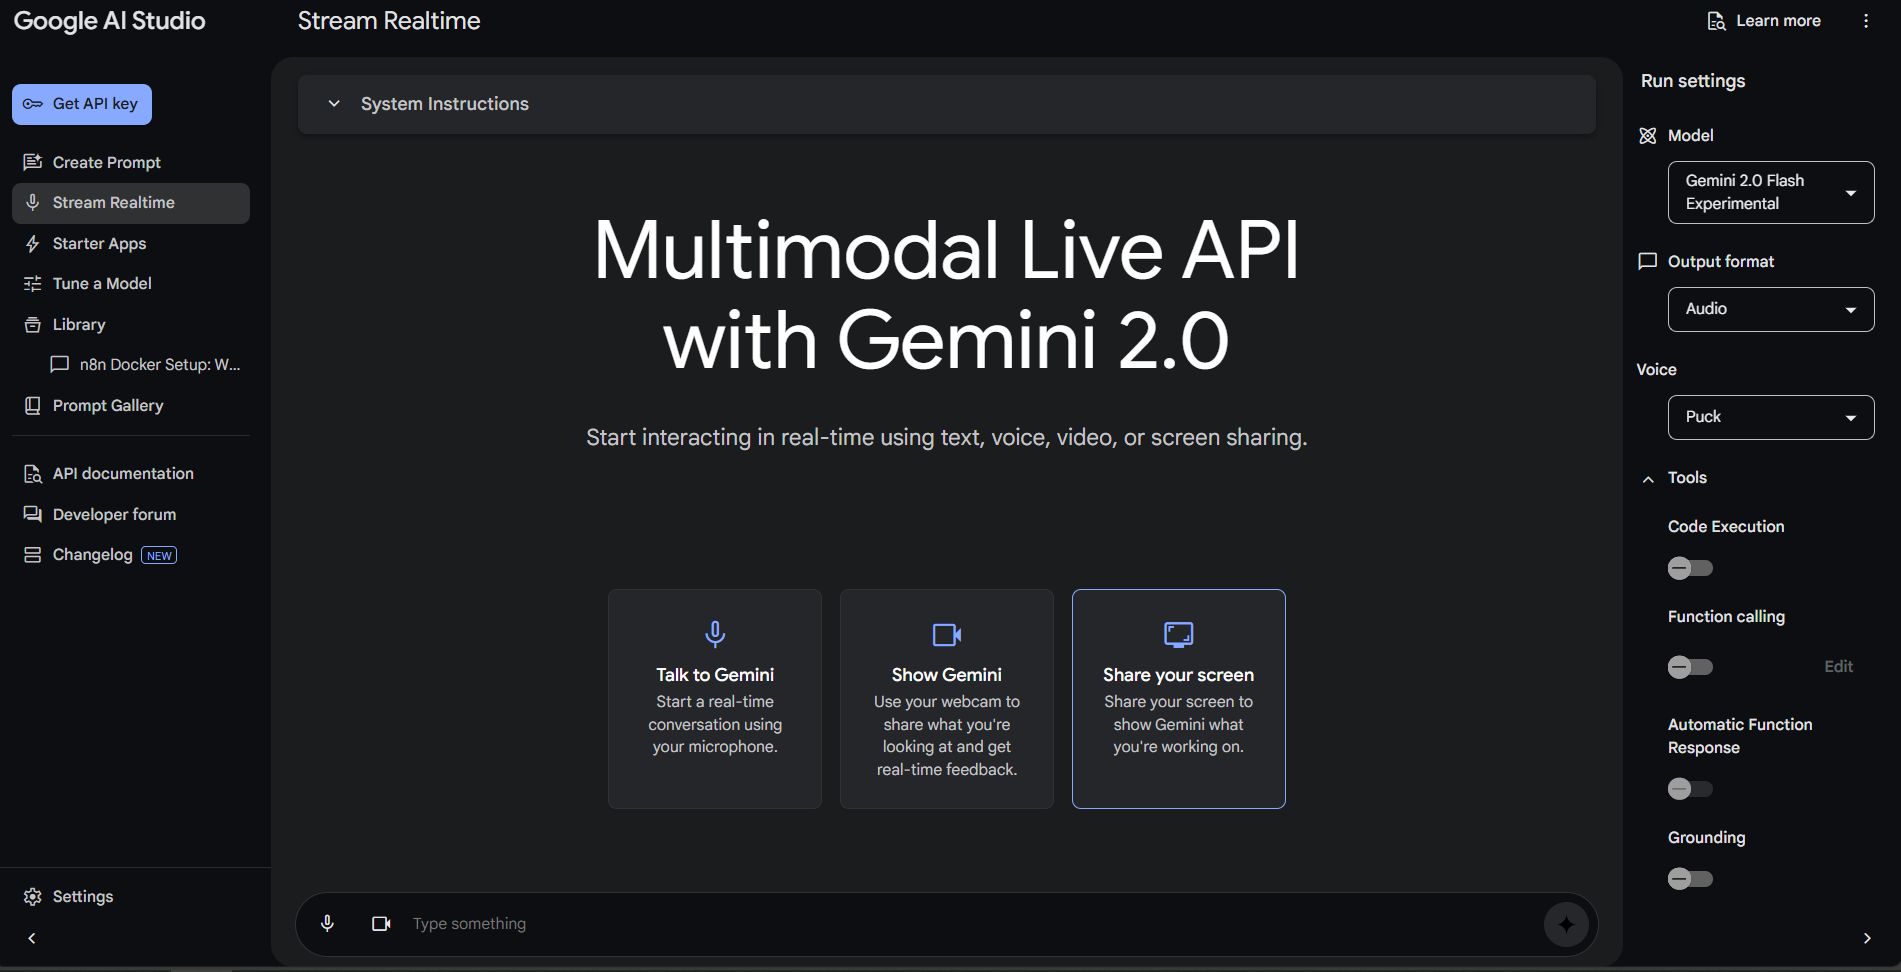 Google AI Studio
Stream Realtime
Learn more
Get API key
Create Prompt
Stream Realtime
Starter Apps
Tune a Model
Library
n8n Docker Setup: W...
Prompt Gallery
API documentation
Developer forum
Changelog NEW
Settings
System Instructions
Multimodal Live API
with Gemini 2.0
Start interacting in real-time using text, voice, video, or screen sharing.
Talk to Gemini
Start a real-time
conversation using
your microphone.
Show Gemini
Use your webcam to
share what you're
looking at and get
real-time feedback.
Share your screen
Share your screen to
show Gemini what
you're working on.
Type something
Run settings
Model
Gemini 2.0 Flash
Experimental
Output format
Audio
Voice
Puck
Tools
Code Execution
Function calling
Edit
Automatic Function
Response
Grounding